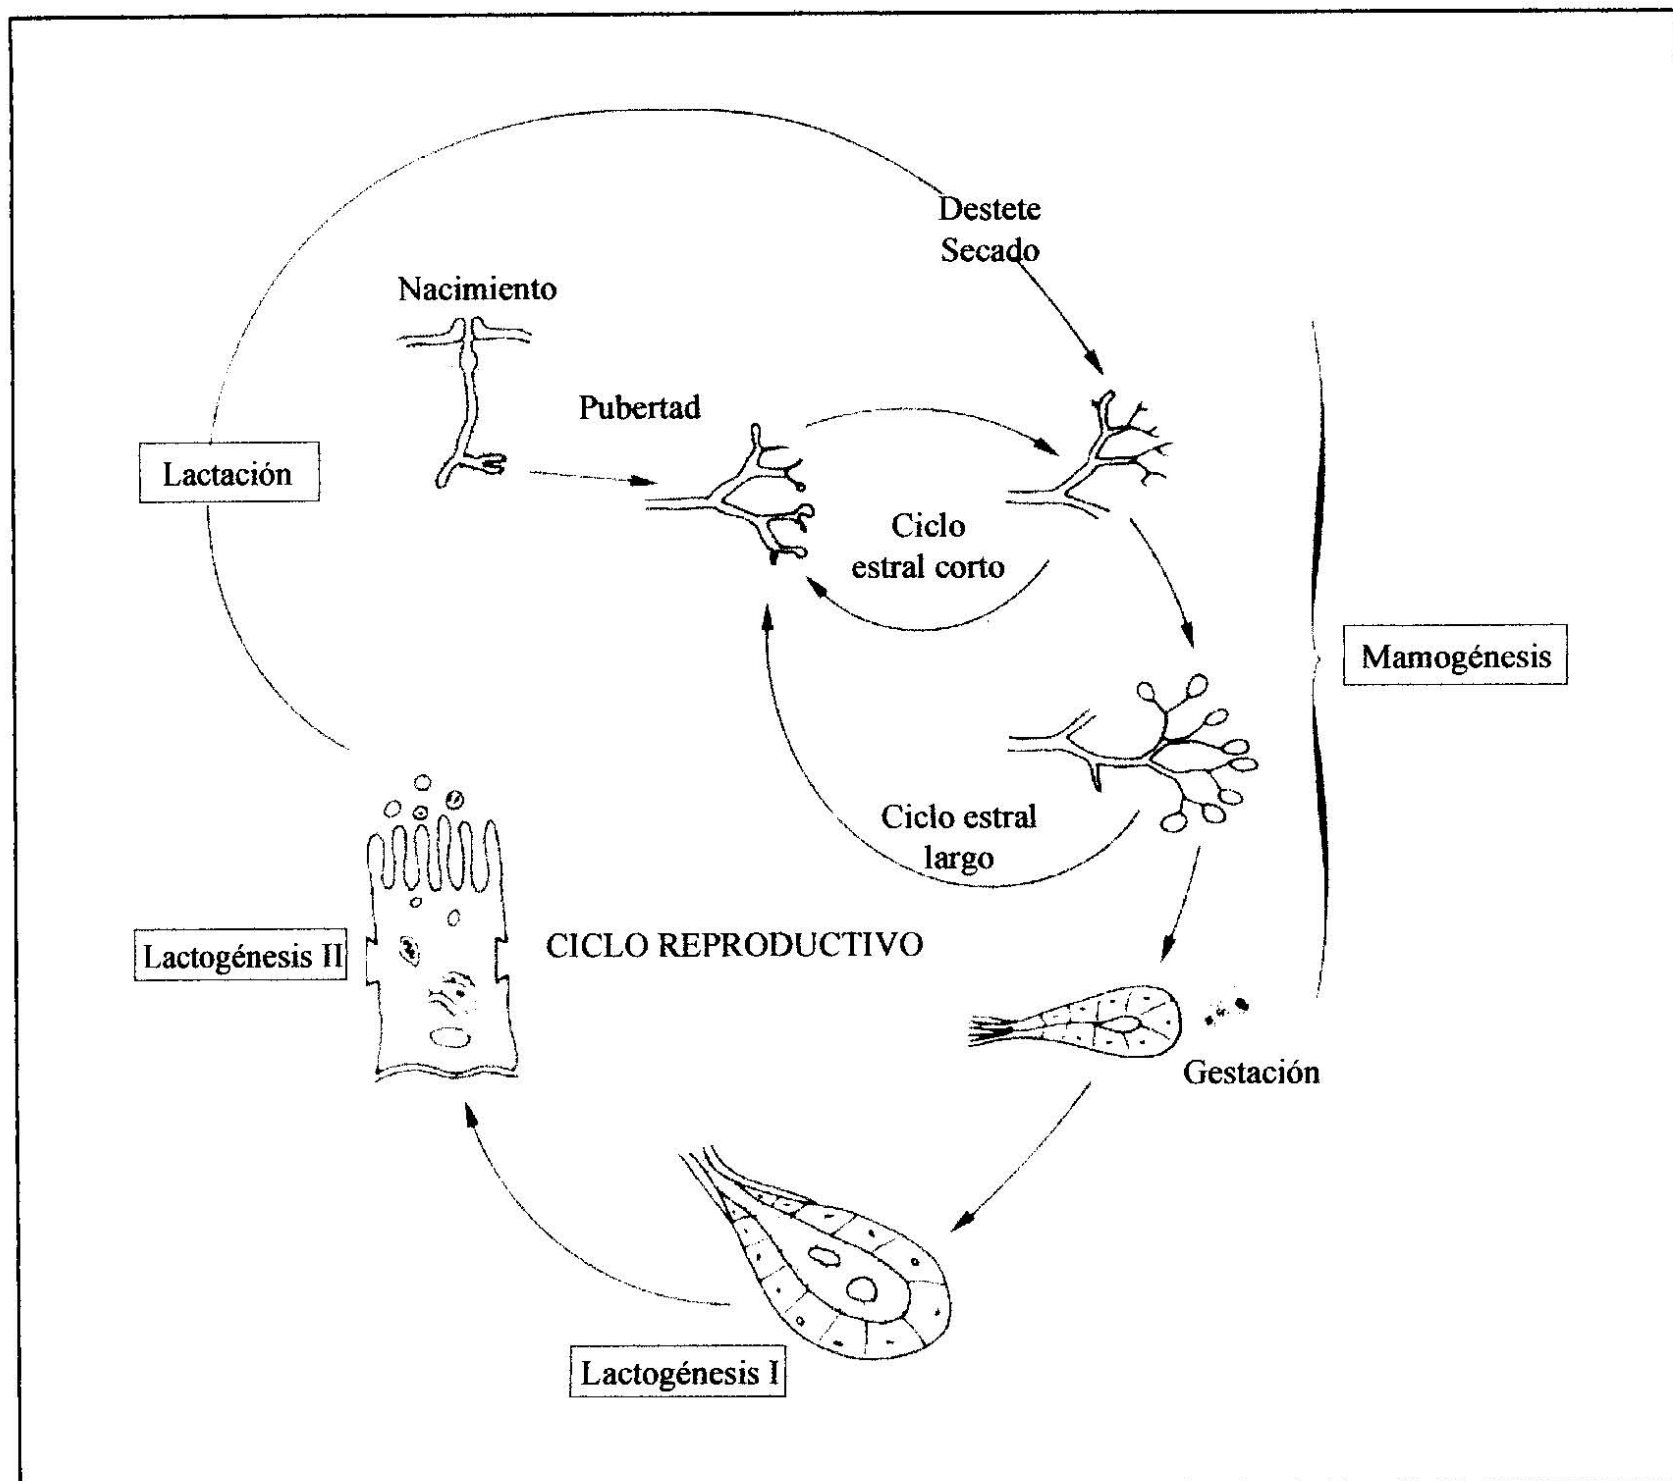 Destete
Secado
Nacimiento
Pubertad
Lactación
Ciclo
estral corto
Mamogénesis
Ciclo estral
largo
CICLO REPRODUCTIVO
Lactogénesis II
Gestación
Lactogénesis I